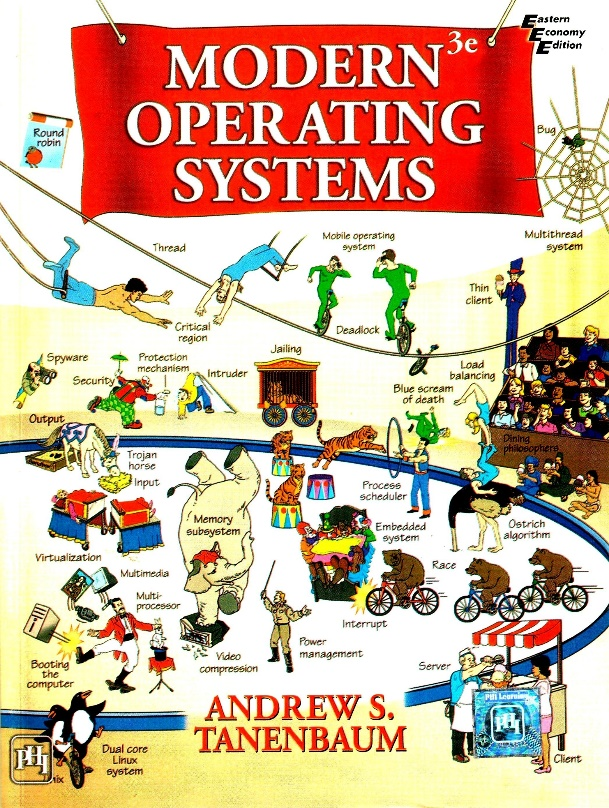 Eastern
Economy
Edition
MODERN 3e
OPERATING
SYSTEMS
Round
robin
Bug
Thread
Mobile operating
system
Multithread
system
Critical
region
Deadlock
Thin
client
Spyware
Security
Protection
mechanism
Intruder
Jailing
Blue scream
of death
Load
balancing
Output
Dining
philosophers
Trojan
horse
Input
Memory
subsystem
Process
scheduler
Embedded
system
Ostrich
algorithm
Virtualization
Multimedia
Multi-
processor
Race
Interrupt
Booting
the
computer
Video
compression
Power
management
Server
ANDREW S.
TANENBAUM
PHI Learning
PHI
Client
PHI
Dual core
Linux
system